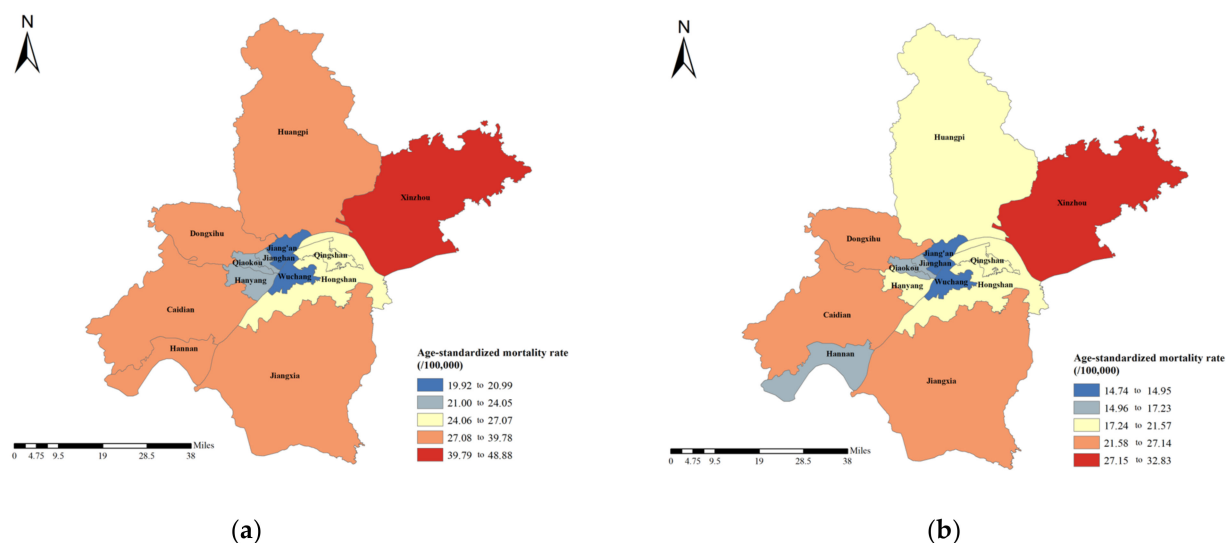 N
Huangpi
Xinzhou
Dongxihu
Jiang'an
Qiaokou
Jianghan
Qingshan
Hanyang
Wuchang
Hongshan
Caidian
Hannan
Jiangxia
Age-standardized mortality rate
(/100,000)
19.92 to 20.99
21.00 to 24.05
24.06 to 27.07
27.08 to 39.78
39.79 to 48.88
Miles
0 4.75 9.5 19 28.5 38
(a)
N
Huangpi
Xinzhou
Dongxihu
Jiang'an
Qiaokou
Jianghan
Qingshan
Hanyang
Wuchang
Hongshan
Caidian
Hannan
Jiangxia
Age-standardized mortality rate
(/100,000)
14.74 to 14.95
14.96 to 17.23
17.24 to 21.57
21.58 to 27.14
27.15 to 32.83
Miles
0 4.75 9.5 19 28.5 38
(b)